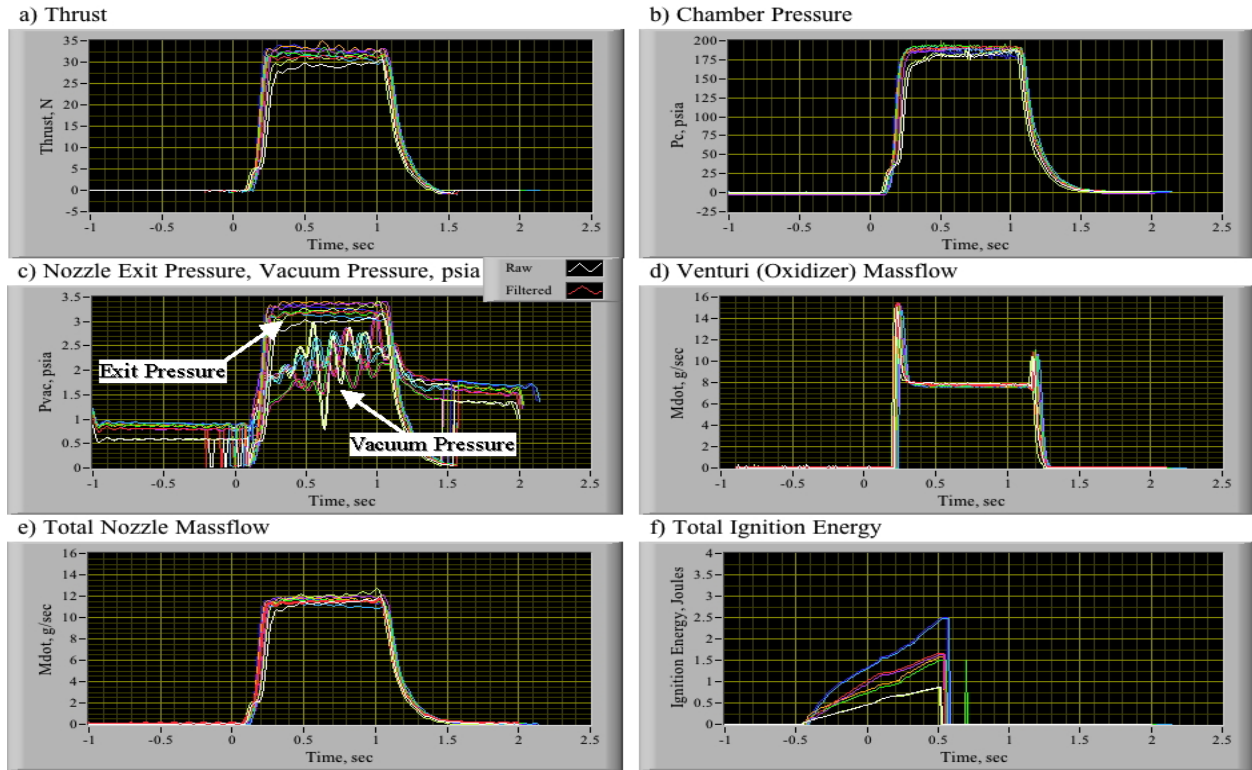 a) Thrust
35
30
25
20
15
10
5
0
-5
Thrust, N
-1 -0.5 0 0.5 1 1.5 2 2.5
Time, sec
b) Chamber Pressure
200
175
150
125
100
75
50
25
0
-25
Pc, psia
-1 -0.5 0 0.5 1 1.5 2 2.5
Time, sec
c) Nozzle Exit Pressure, Vacuum Pressure, psia
Raw
Filtered
3.5
3
2.5
2
1.5
1
0.5
0
Pvac, psia
Exit Pressure
Vacuum Pressure
-1 -0.5 0 0.5 1 1.5 2 2.5
Time, sec
d) Venturi (Oxidizer) Massflow
16
14
12
10
8
6
4
2
0
Mdot, g/sec
-1 -0.5 0 0.5 1 1.5 2 2.5
Time, sec
e) Total Nozzle Massflow
16
14
12
10
8
6
4
2
0
Mdot, g/sec
-1 -0.5 0 0.5 1 1.5 2 2.5
Time, sec
f) Total Ignition Energy
4
3.5
3
2.5
2
1.5
1
0.5
0
Ignition Energy, Joules
-1 -0.5 0 0.5 1 1.5 2 2.5
Time, sec